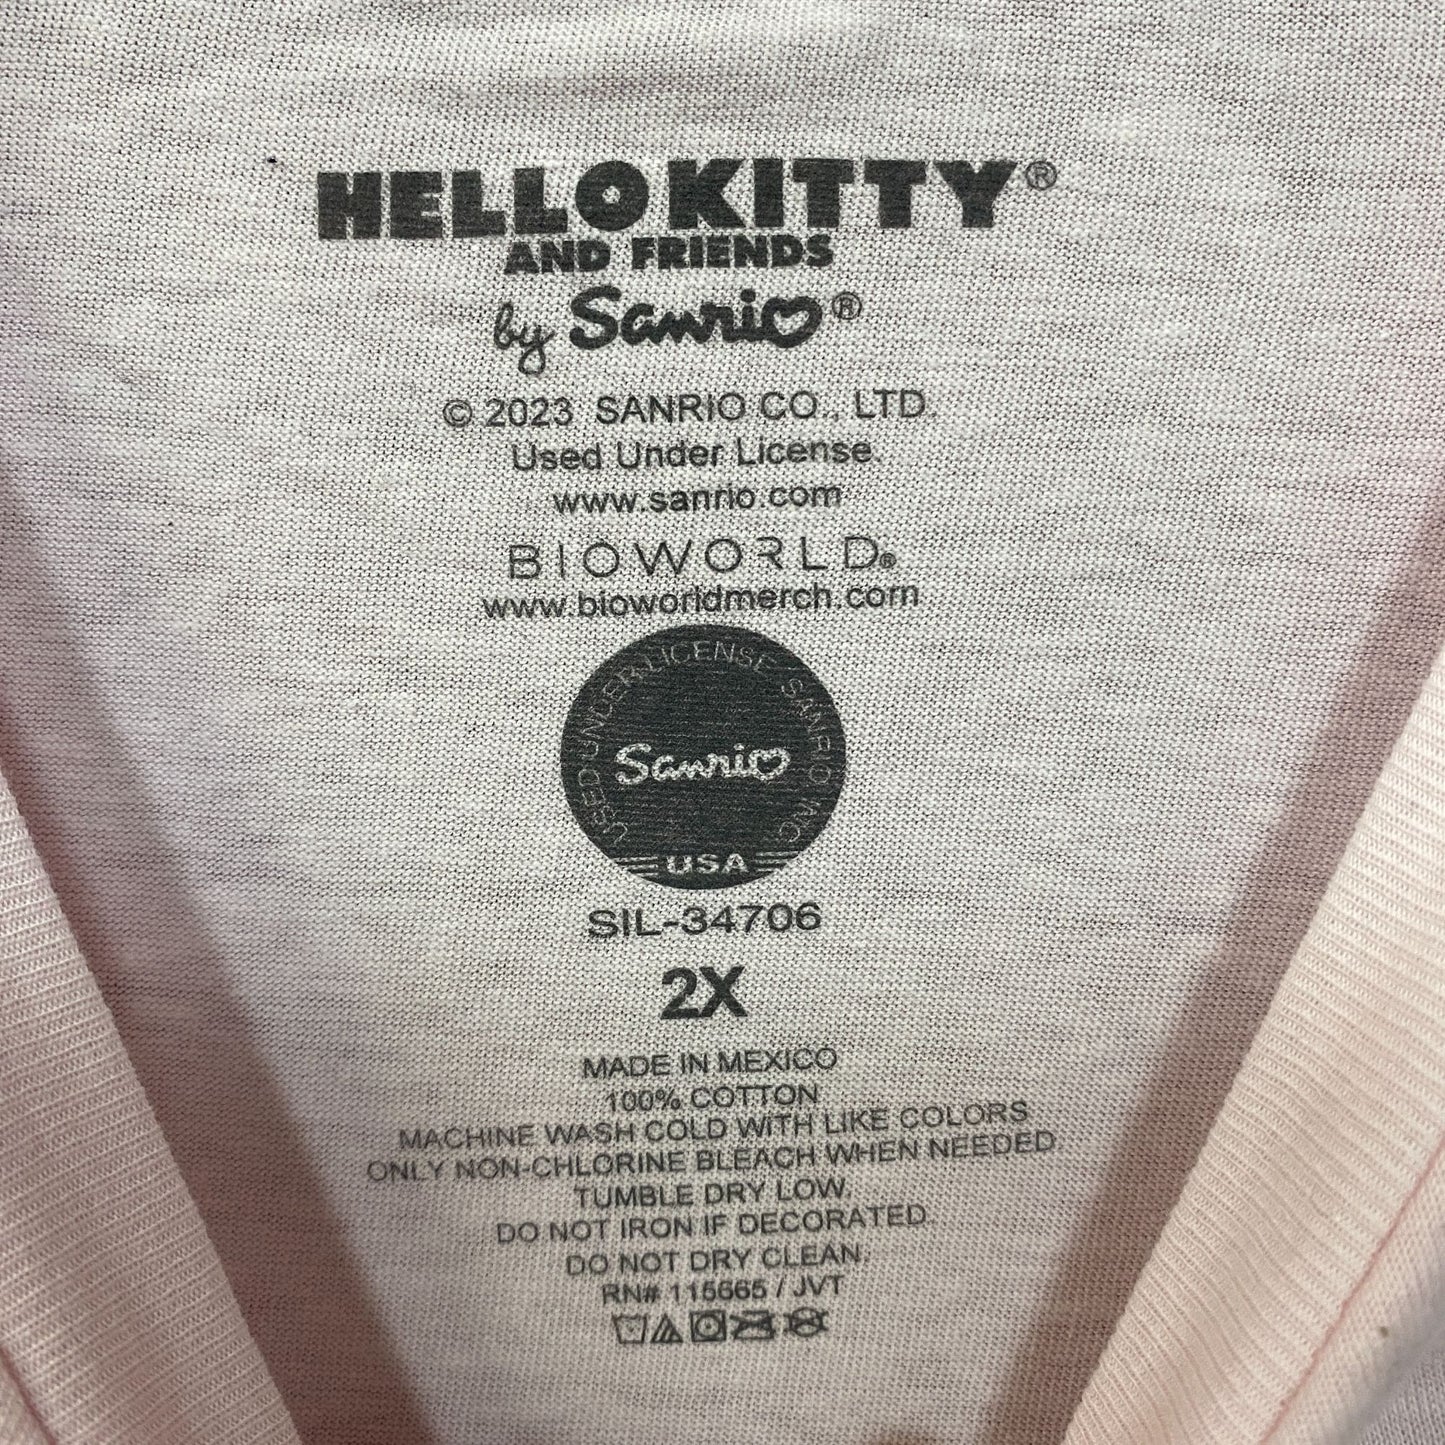 HELLO KITTY®
AND FRIENDS
by Sanrio®
© 2023 SANRIO CO., LTD.
Used Under License.
www.sanrio.com
BIOWORLD®
www.bioworldmerch.com
USED UNDER LICENSE SANRIO, INC.
Sanrio
USA
SIL-34706
2X
MADE IN MEXICO
100% COTTON
MACHINE WASH COLD WITH LIKE COLORS
ONLY NON-CHLORINE BLEACH WHEN NEEDED
TUMBLE DRY LOW.
DO NOT IRON IF DECORATED.
DO NOT DRY CLEAN.
RN# 115665 / JVT